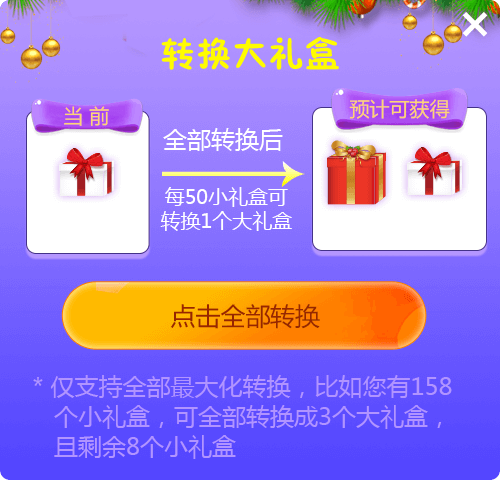 转换大礼盒
当前
预计可获得
全部转换后
每50小礼盒可
转换1个大礼盒
点击全部转换
* 仅支持全部最大化转换，比如您有158
个小礼盒，可全部转换成3个大礼盒，
且剩余8个小礼盒